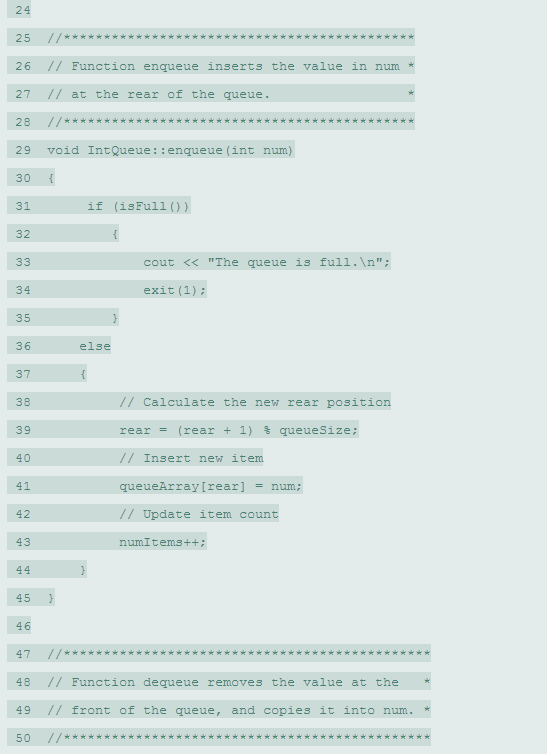 24
25 //********************************************
26 // Function enqueue inserts the value in num *
27 // at the rear of the queue. *
28 //********************************************
29 void IntQueue::enqueue(int num)
30 {
31 if (isFull())
32 {
33 cout << "The queue is full.\n";
34 exit(1);
35 }
36 else
37 {
38 // Calculate the new rear position
39 rear = (rear + 1) % queueSize;
40 // Insert new item
41 queueArray[rear] = num;
42 // Update item count
43 numItems++;
44 }
45 }
46
47 //**********************************************
48 // Function dequeue removes the value at the *
49 // front of the queue, and copies it into num. *
50 //**********************************************